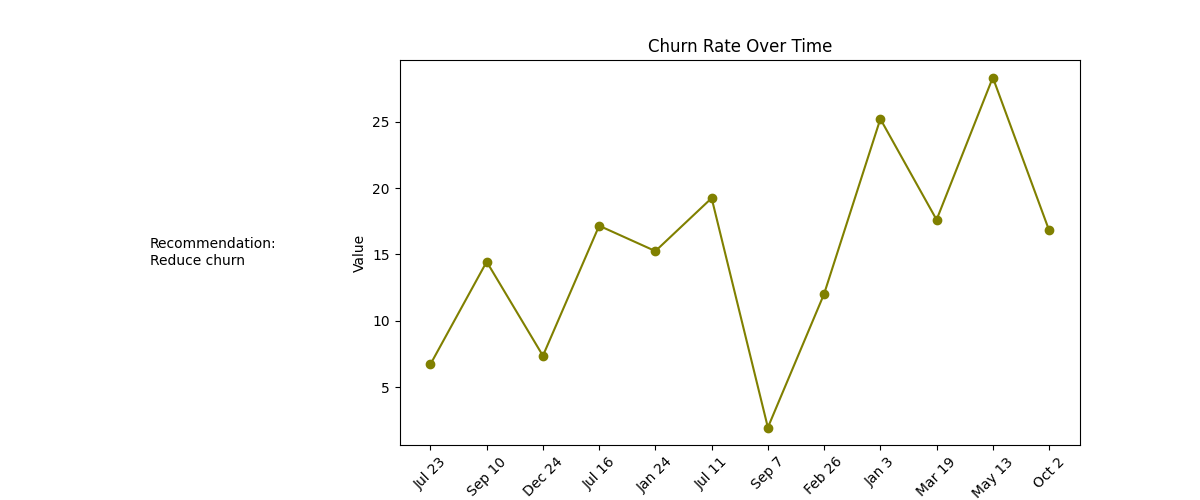 Churn Rate Over Time
Recommendation:
Reduce churn
Value
25
20
15
10
5
Jul 23
Sep 10
Dec 24
Jul 16
Jan 24
Jul 11
Sep 7
Feb 26
Jan 3
Mar 19
May 13
Oct 2